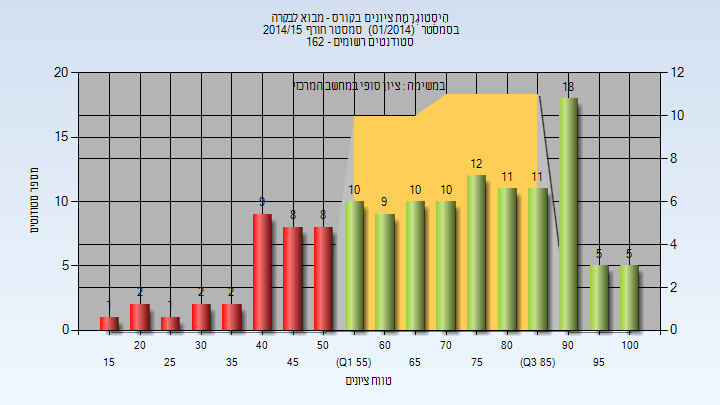 היסטוגרמת ציונים בקורס - מבוא לבקרה
בסמסטר (01/2014) סמסטר חורף 2014/15
סטודנטים רשומים - 162
במשימה : ציון סופי במחשב המרכזי
מספר סטודנטים
20
15
10
5
0
12
10
8
6
4
2
0
1 2 1 2 2 9 8 8 10 9 10 10 12 11 11 18 5 5
20 30 40 50 60 70 80 90 100
15 25 35 45 (Q1 55) 65 75 (Q3 85) 95
טווח ציונים